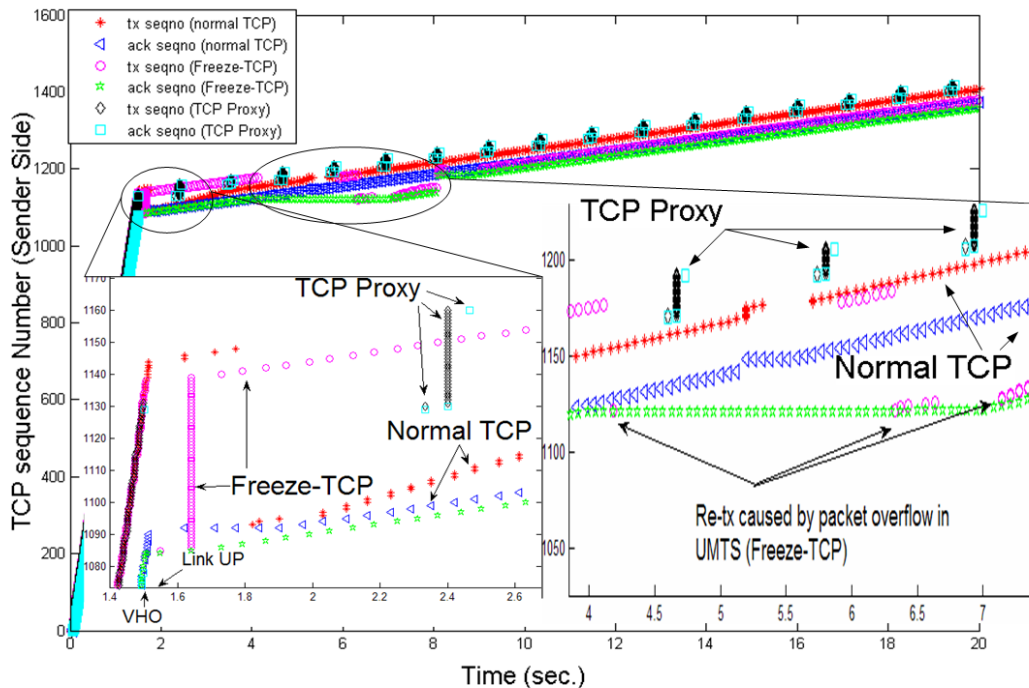 1600
1400
1200
1000
800
600
400
200
0
TCP sequence Number (Sender Side)
tx seqno (normal TCP)
ack seqno (normal TCP)
tx seqno (Freeze-TCP)
ack seqno (Freeze-TCP)
tx seqno (TCP Proxy)
ack seqno (TCP Proxy)
1170
1160
1150
1140
1130
1120
1110
1100
1090
1080
TCP Proxy
Freeze-TCP
Normal TCP
Link UP
1.4
1.6
1.8
2
2.2
2.4
2.6
VHO
TCP Proxy
1200
1150
1100
1050
Normal TCP
Re-tx caused by packet overflow in
UMTS (Freeze-TCP)
4
4.5
5
5.5
6
6.5
7
0
2
4
6
8
10
12
14
16
18
20
Time (sec.)